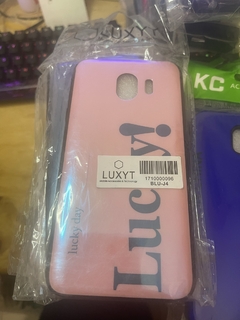 LUXYT
KC
Lucky!
lucky day
LUXYT
1710000096
BLU-J4